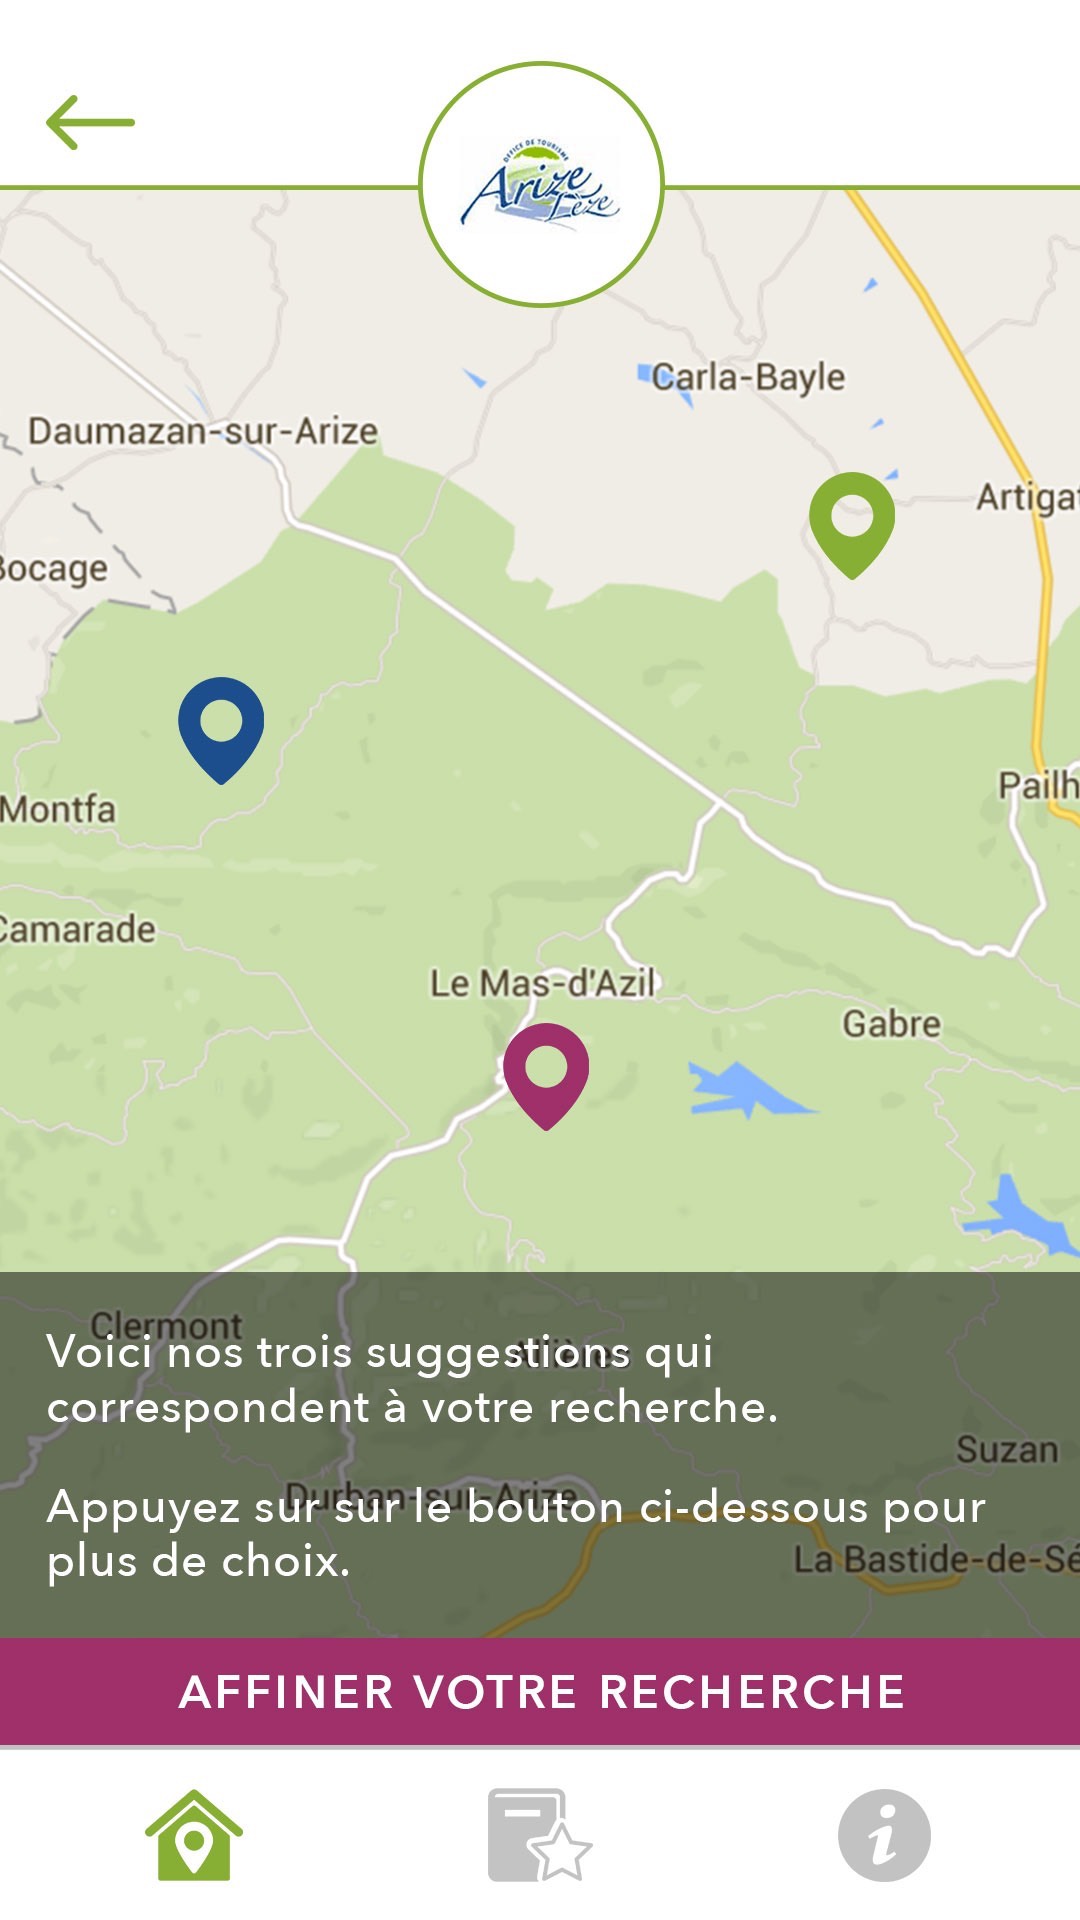 OFFICE DE TOURISME
Arize
Lèze
Carla-Bayle
Daumazan-sur-Arize
Artigat
Bocage
Pailh
Montfa
Camarade
Le Mas-d'Azil
Gabre
Clermont
Allières
Voici nos trois suggestions qui
correspondent à votre recherche.
Suzan
Durban-sur-Arize
Appuyez sur sur le bouton ci-dessous pour
plus de choix.
La Bastide-de-Sé
AFFINER VOTRE RECHERCHE
i